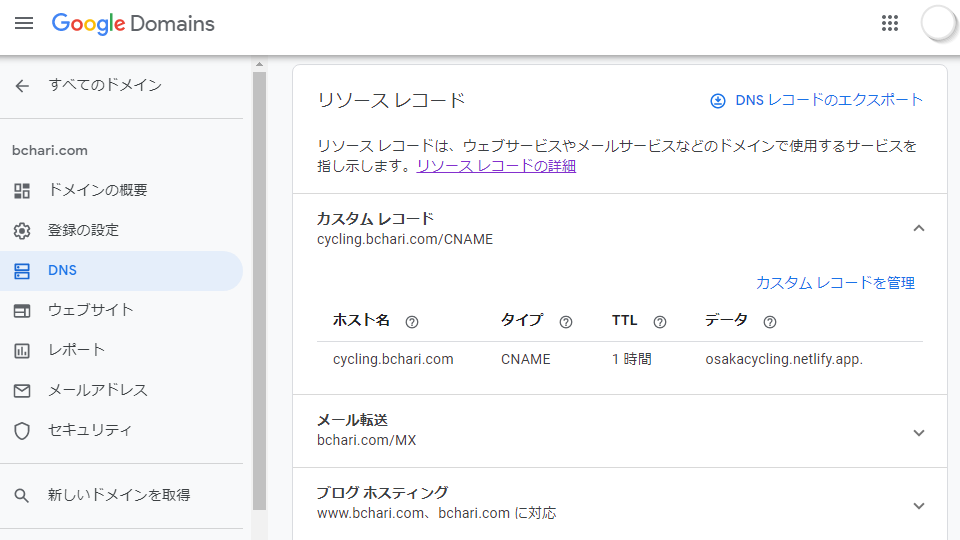 Google Domains
すべてのドメイン
bchari.com
ドメインの概要
登録の設定
DNS
ウェブサイト
レポート
メールアドレス
セキュリティ
新しいドメインを取得
リソース レコード
DNS レコードのエクスポート
リソース レコードは、ウェブサービスやメールサービスなどのドメインで使用するサービスを
指し示します。リソース レコードの詳細
カスタム レコード
cycling.bchari.com/CNAME
カスタム レコードを管理
ホスト名 タイプ TTL データ
cycling.bchari.com CNAME 1 時間 osakacycling.netlify.app.
メール転送
bchari.com/MX
ブログ ホスティング
www.bchari.com、bchari.com に対応